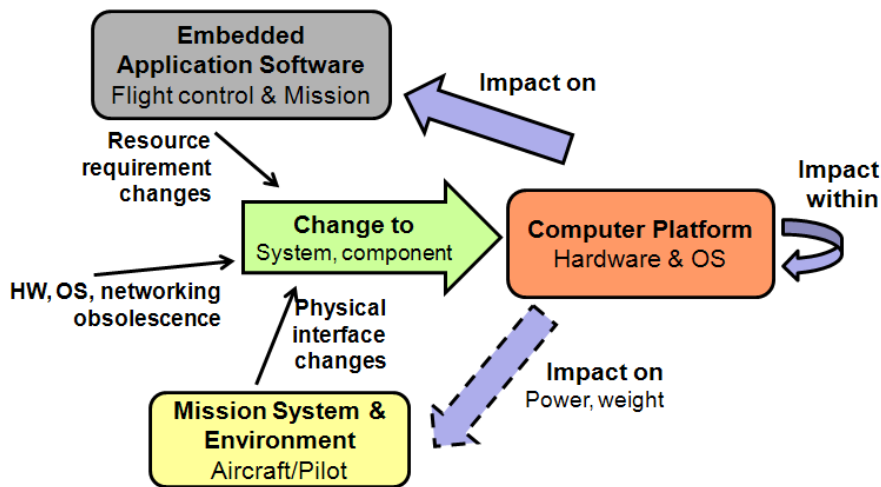 Embedded
Application Software
Flight control & Mission
Impact on
Resource
requirement
changes
Impact
within
Change to
System, component
Computer Platform
Hardware & OS
HW, OS, networking
obsolescence
Physical
interface
changes
Impact on
Power, weight
Mission System &
Environment
Aircraft/Pilot